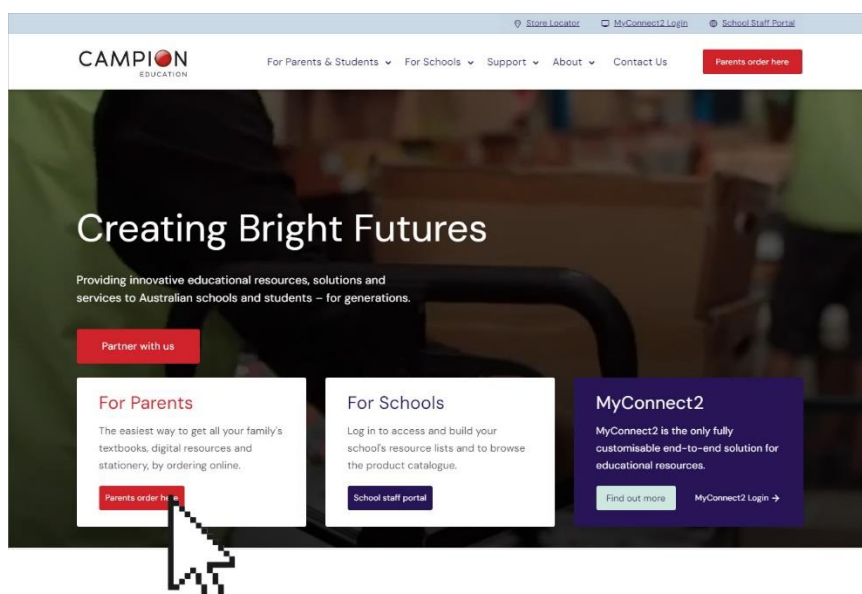 Store Locator MyConnect2 Login School Staff Portal
CAMPION
EDUCATION
For Parents & Students For Schools Support About Contact Us Parents order here
Creating Bright Futures
Providing innovative educational resources, solutions and
services to Australian schools and students – for generations.
Partner with us
For Parents
The easiest way to get all your family's
textbooks, digital resources and
stationery, by ordering online.
Parents order here
For Schools
Log in to access and build your
school's resource lists and to browse
the product catalogue.
School staff portal
MyConnect2
MyConnect2 is the only fully
customisable end-to-end solution for
educational resources.
Find out more MyConnect2 Login →